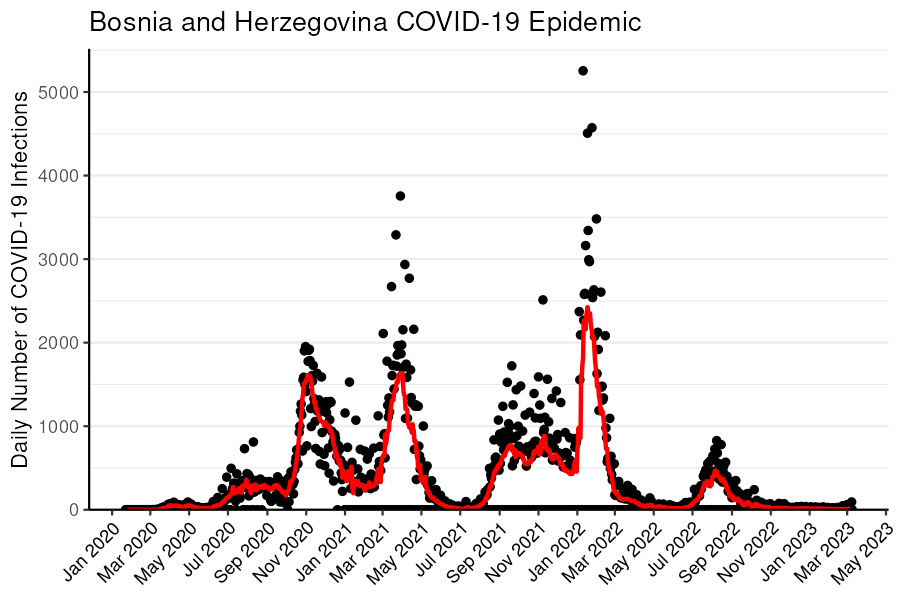 Bosnia and Herzegovina COVID-19 Epidemic
Daily Number of COVID-19 Infections
5000
4000
3000
2000
1000
0
Jan 2020
Mar 2020
May 2020
Jul 2020
Sep 2020
Nov 2020
Jan 2021
Mar 2021
May 2021
Jul 2021
Sep 2021
Nov 2021
Jan 2022
Mar 2022
May 2022
Jul 2022
Sep 2022
Nov 2022
Jan 2023
Mar 2023
May 2023